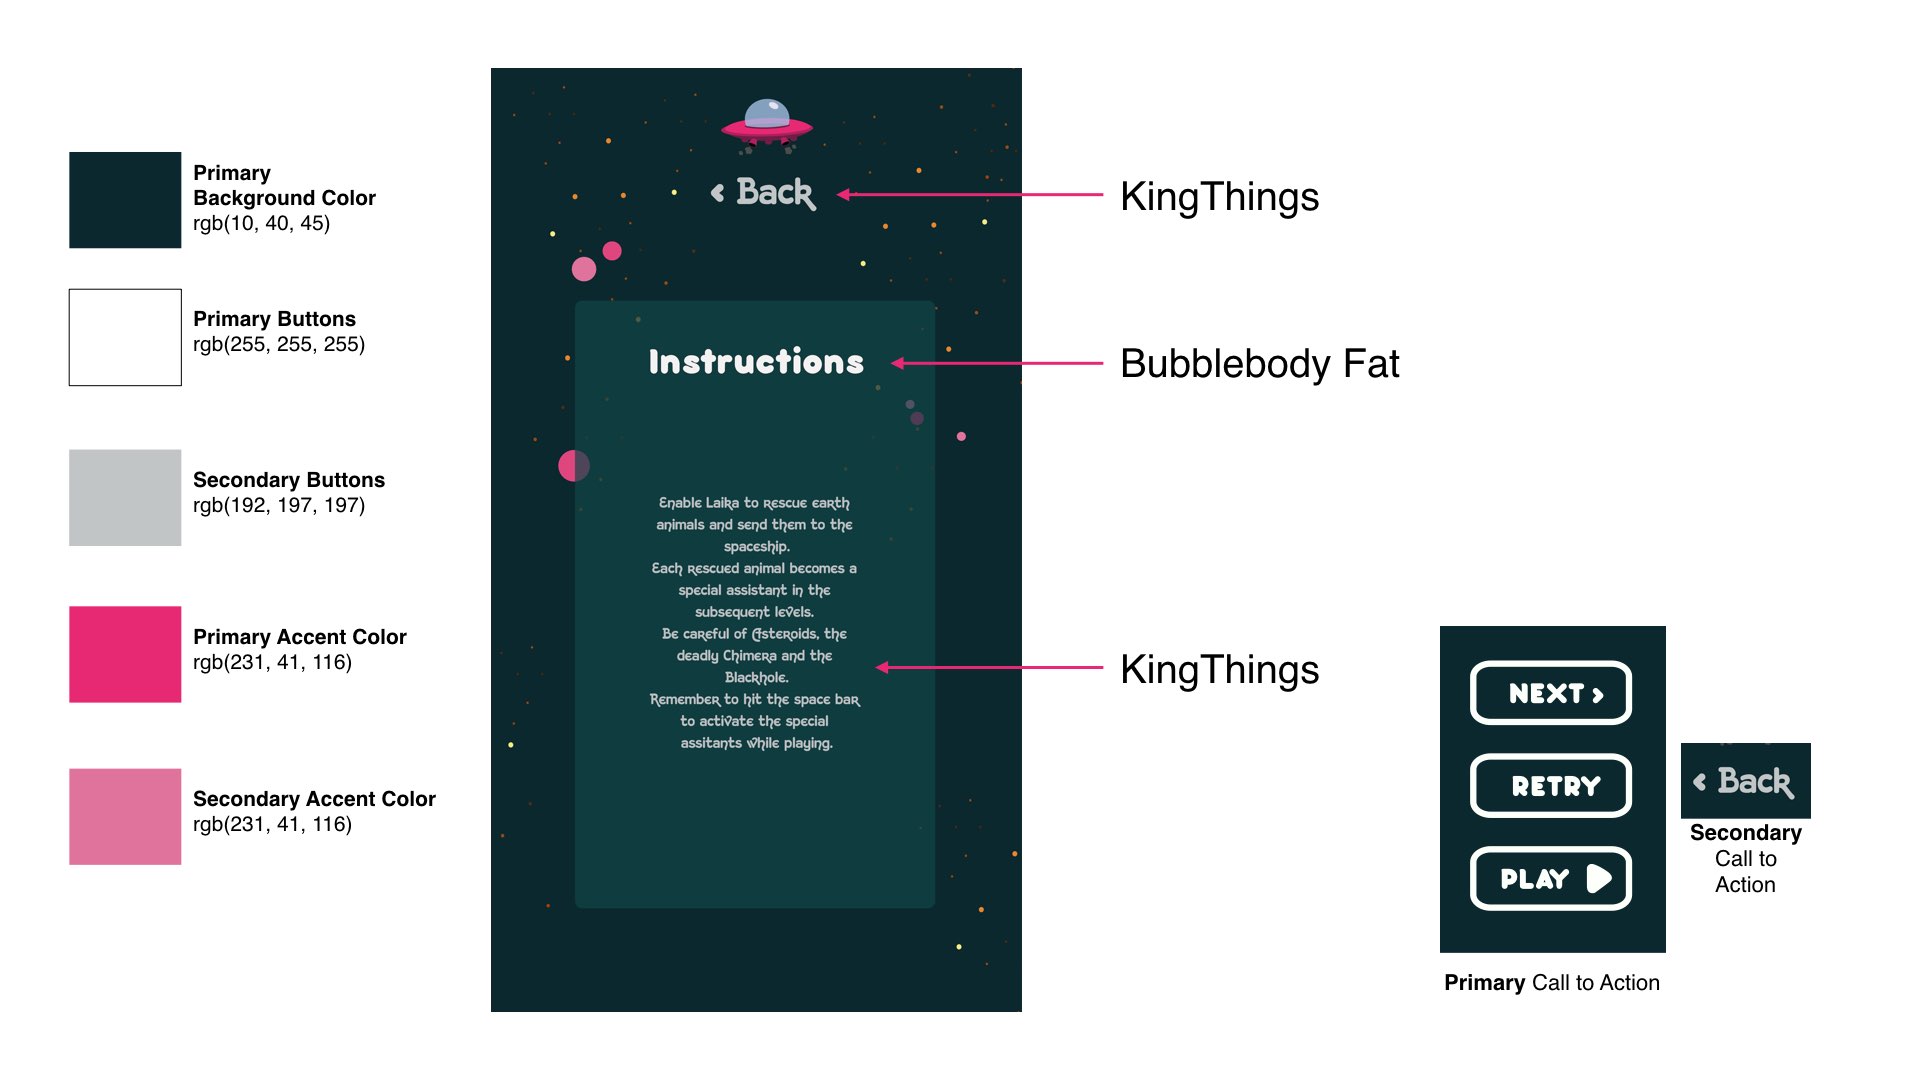 Primary
Background Color
rgb(10, 40, 45)
Primary Buttons
rgb(255, 255, 255)
Secondary Buttons
rgb(192, 197, 197)
Primary Accent Color
rgb(231, 41, 116)
Secondary Accent Color
rgb(231, 41, 116)
< Back
Instructions
Enable Laika to rescue earth
animals and send them to the
spaceship.
Each rescued animal becomes a
special assistant in the
subsequent levels.
Be careful of Asteroids, the
deadly Chimera and the
Blackhole.
Remember to hit the space bar
to activate the special
assitants while playing.
KingThings
Bubblebody Fat
KingThings
NEXT >
RETRY
PLAY
Primary Call to Action
< Back
Secondary
Call to
Action